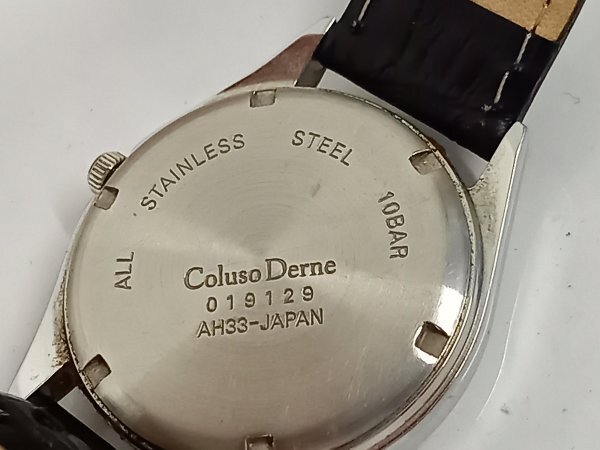 ALL STAINLESS STEEL 10BAR
Coluso Derne
019129
AH33-JAPAN